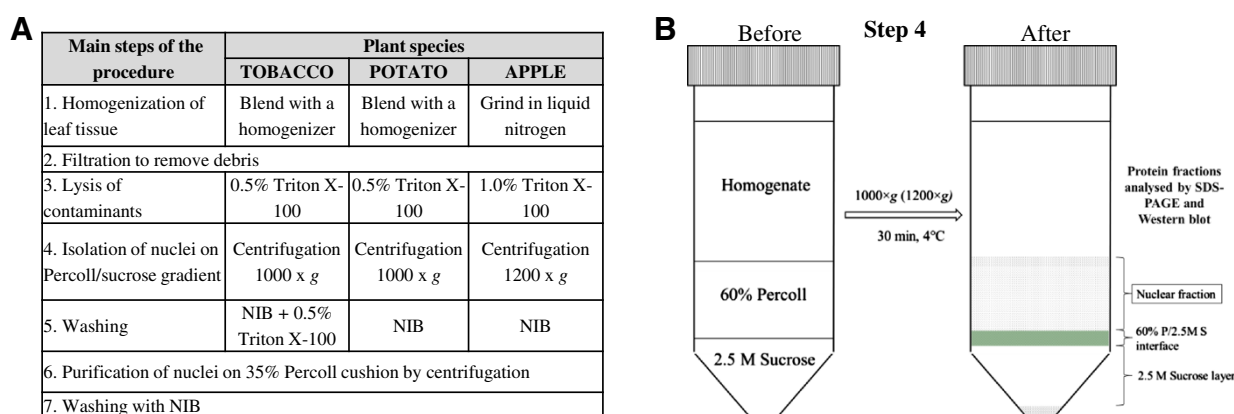 A
Main steps of the procedure
Plant species
TOBACCO POTATO APPLE
1. Homogenization of leaf tissue
Blend with a homogenizer
Blend with a homogenizer
Grind in liquid nitrogen
2. Filtration to remove debris
3. Lysis of contaminants
0.5% Triton X-100
0.5% Triton X-100
1.0% Triton X-100
4. Isolation of nuclei on Percoll/sucrose gradient
Centrifugation 1000 x g
Centrifugation 1000 x g
Centrifugation 1200 x g
5. Washing
NIB + 0.5% Triton X-100
NIB
NIB
6. Purification of nuclei on 35% Percoll cushion by centrifugation
7. Washing with NIB
B
Before
Step 4
After
Homogenate
60% Percoll
2.5 M Sucrose
1000×g (1200×g)
30 min, 4°C
Protein fractions
analysed by SDS-
PAGE and
Western blot
Nuclear fraction
60% P/2.5M S
interface
2.5 M Sucrose layer